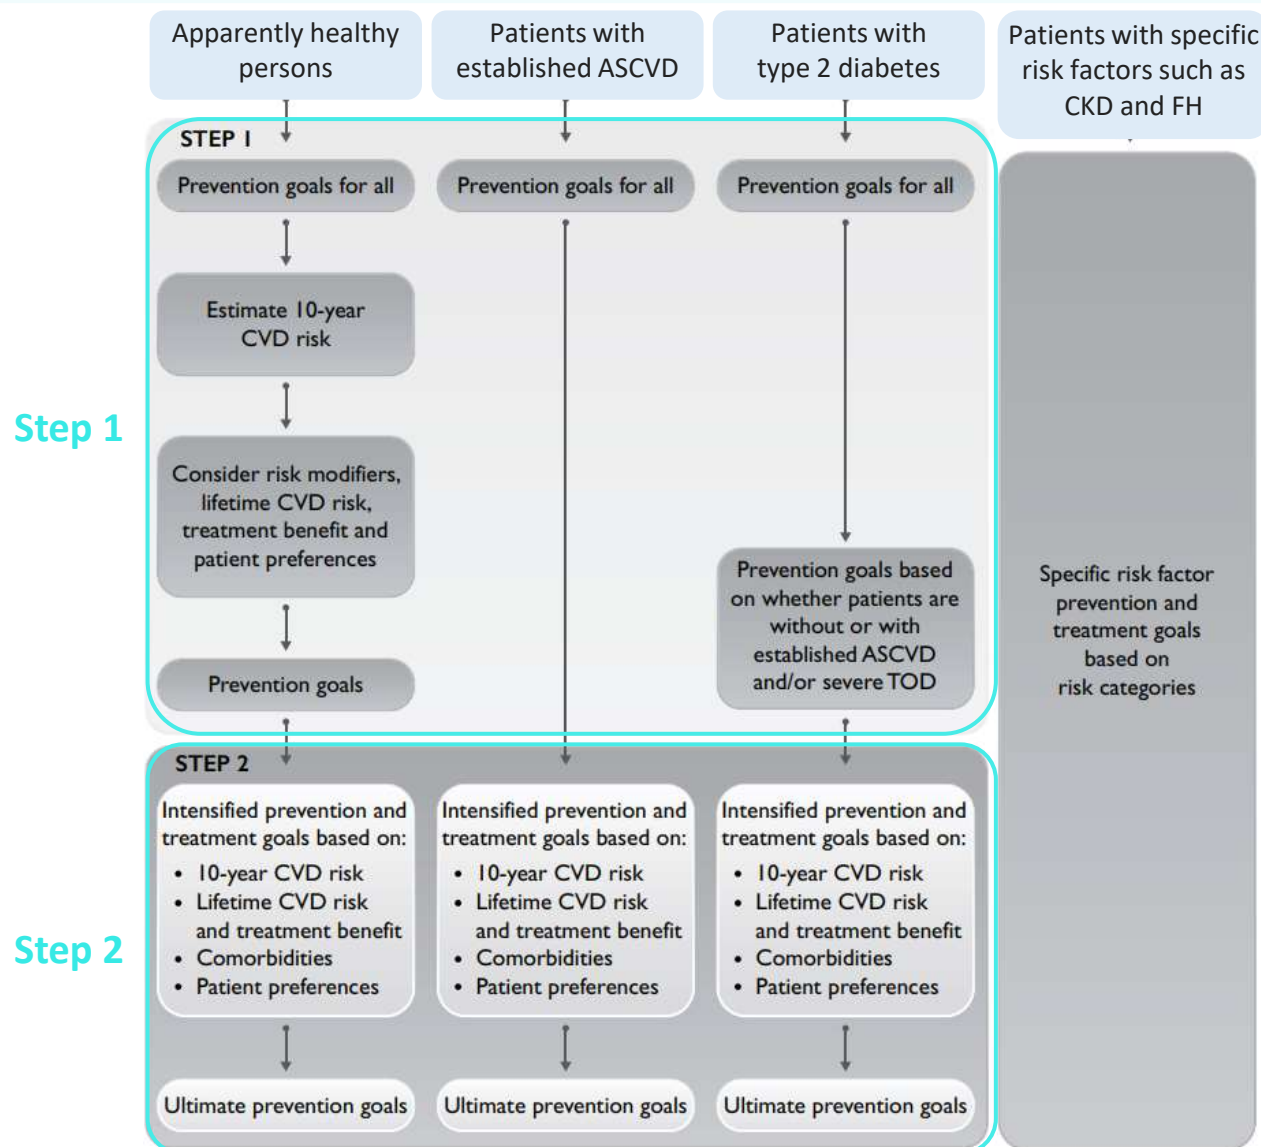 Apparently healthy
persons
Patients with
established ASCVD
Patients with
type 2 diabetes
Patients with specific
risk factors such as
CKD and FH
Step 1
STEP 1
Prevention goals for all
Estimate 10-year
CVD risk
Consider risk modifiers,
lifetime CVD risk,
treatment benefit and
patient preferences
Prevention goals
Prevention goals for all
Prevention goals for all
Prevention goals based
on whether patients are
without or with
established ASCVD
and/or severe TOD
Specific risk factor
prevention and
treatment goals
based on
risk categories
Step 2
STEP 2
Intensified prevention and
treatment goals based on:
• 10-year CVD risk
• Lifetime CVD risk
and treatment benefit
• Comorbidities
• Patient preferences
Ultimate prevention goals
Intensified prevention and
treatment goals based on:
• 10-year CVD risk
• Lifetime CVD risk
and treatment benefit
• Comorbidities
• Patient preferences
Ultimate prevention goals
Intensified prevention and
treatment goals based on:
• 10-year CVD risk
• Lifetime CVD risk
and treatment benefit
• Comorbidities
• Patient preferences
Ultimate prevention goals